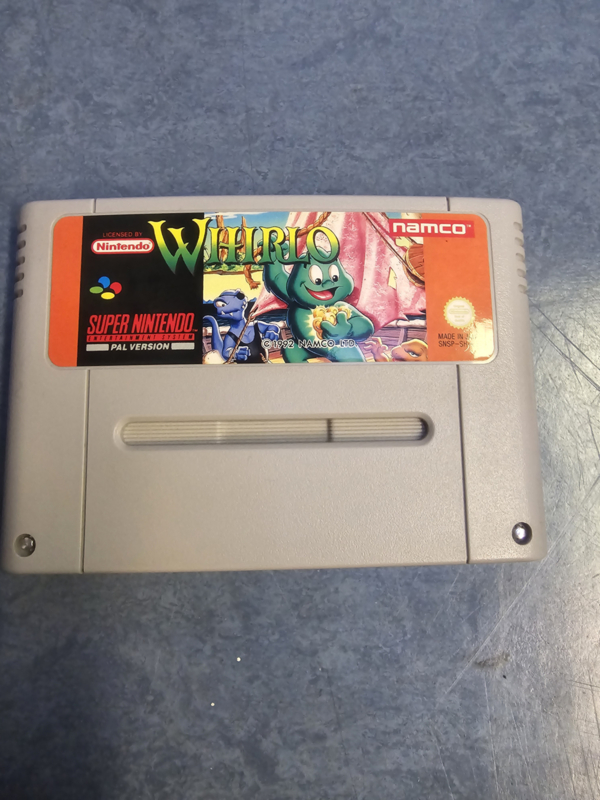 LICENSED BY
Nintendo
WHIRLO
namco
SUPER NINTENDO
ENTERTAINMENT SYSTEM
PAL VERSION
©1992 NAMCO LTD
MADE IN